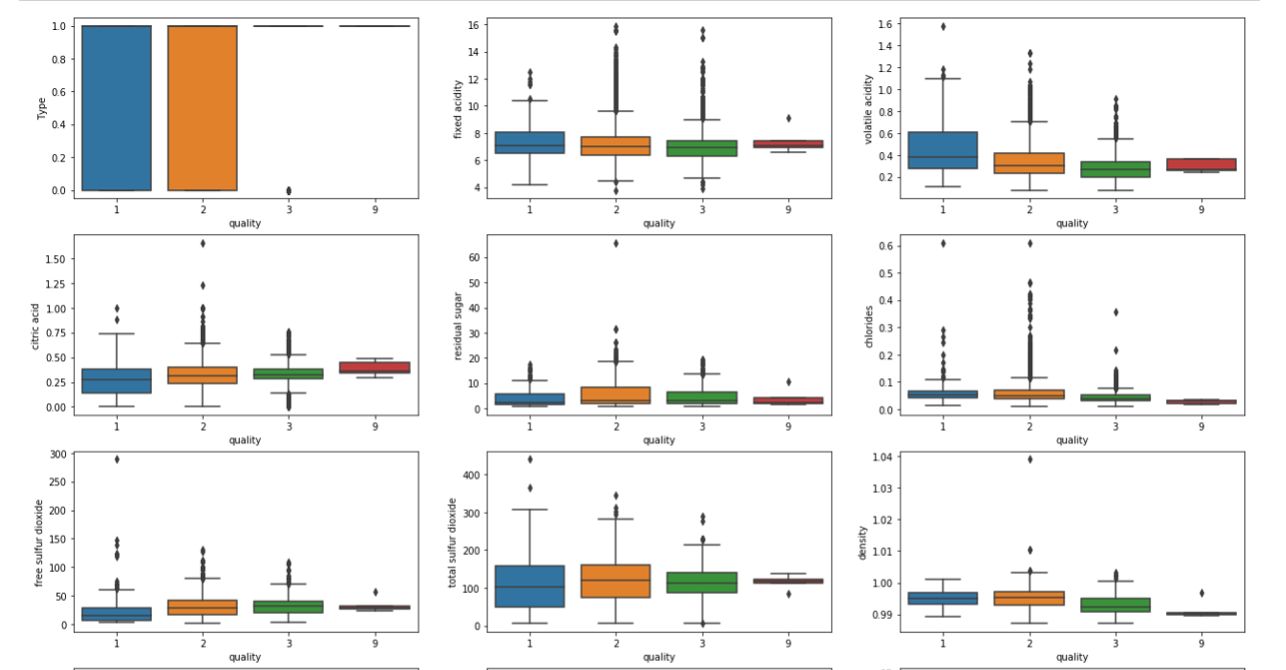 1.0
0.8
0.6
0.4
0.2
0.0
Type
1 2 3 9
quality
16
14
12
10
8
6
4
fixed acidity
1 2 3 9
quality
1.6
1.4
1.2
1.0
0.8
0.6
0.4
0.2
volatile acidity
1 2 3 9
quality
1.50
1.25
1.00
0.75
0.50
0.25
0.00
citric acid
1 2 3 9
quality
60
50
40
30
20
10
0
residual sugar
1 2 3 9
quality
0.6
0.5
0.4
0.3
0.2
0.1
0.0
chlorides
1 2 3 9
quality
300
250
200
150
100
50
0
free sulfur dioxide
1 2 3 9
quality
400
300
200
100
0
total sulfur dioxide
1 2 3 9
quality
1.04
1.03
1.02
1.01
1.00
0.99
density
1 2 3 9
quality